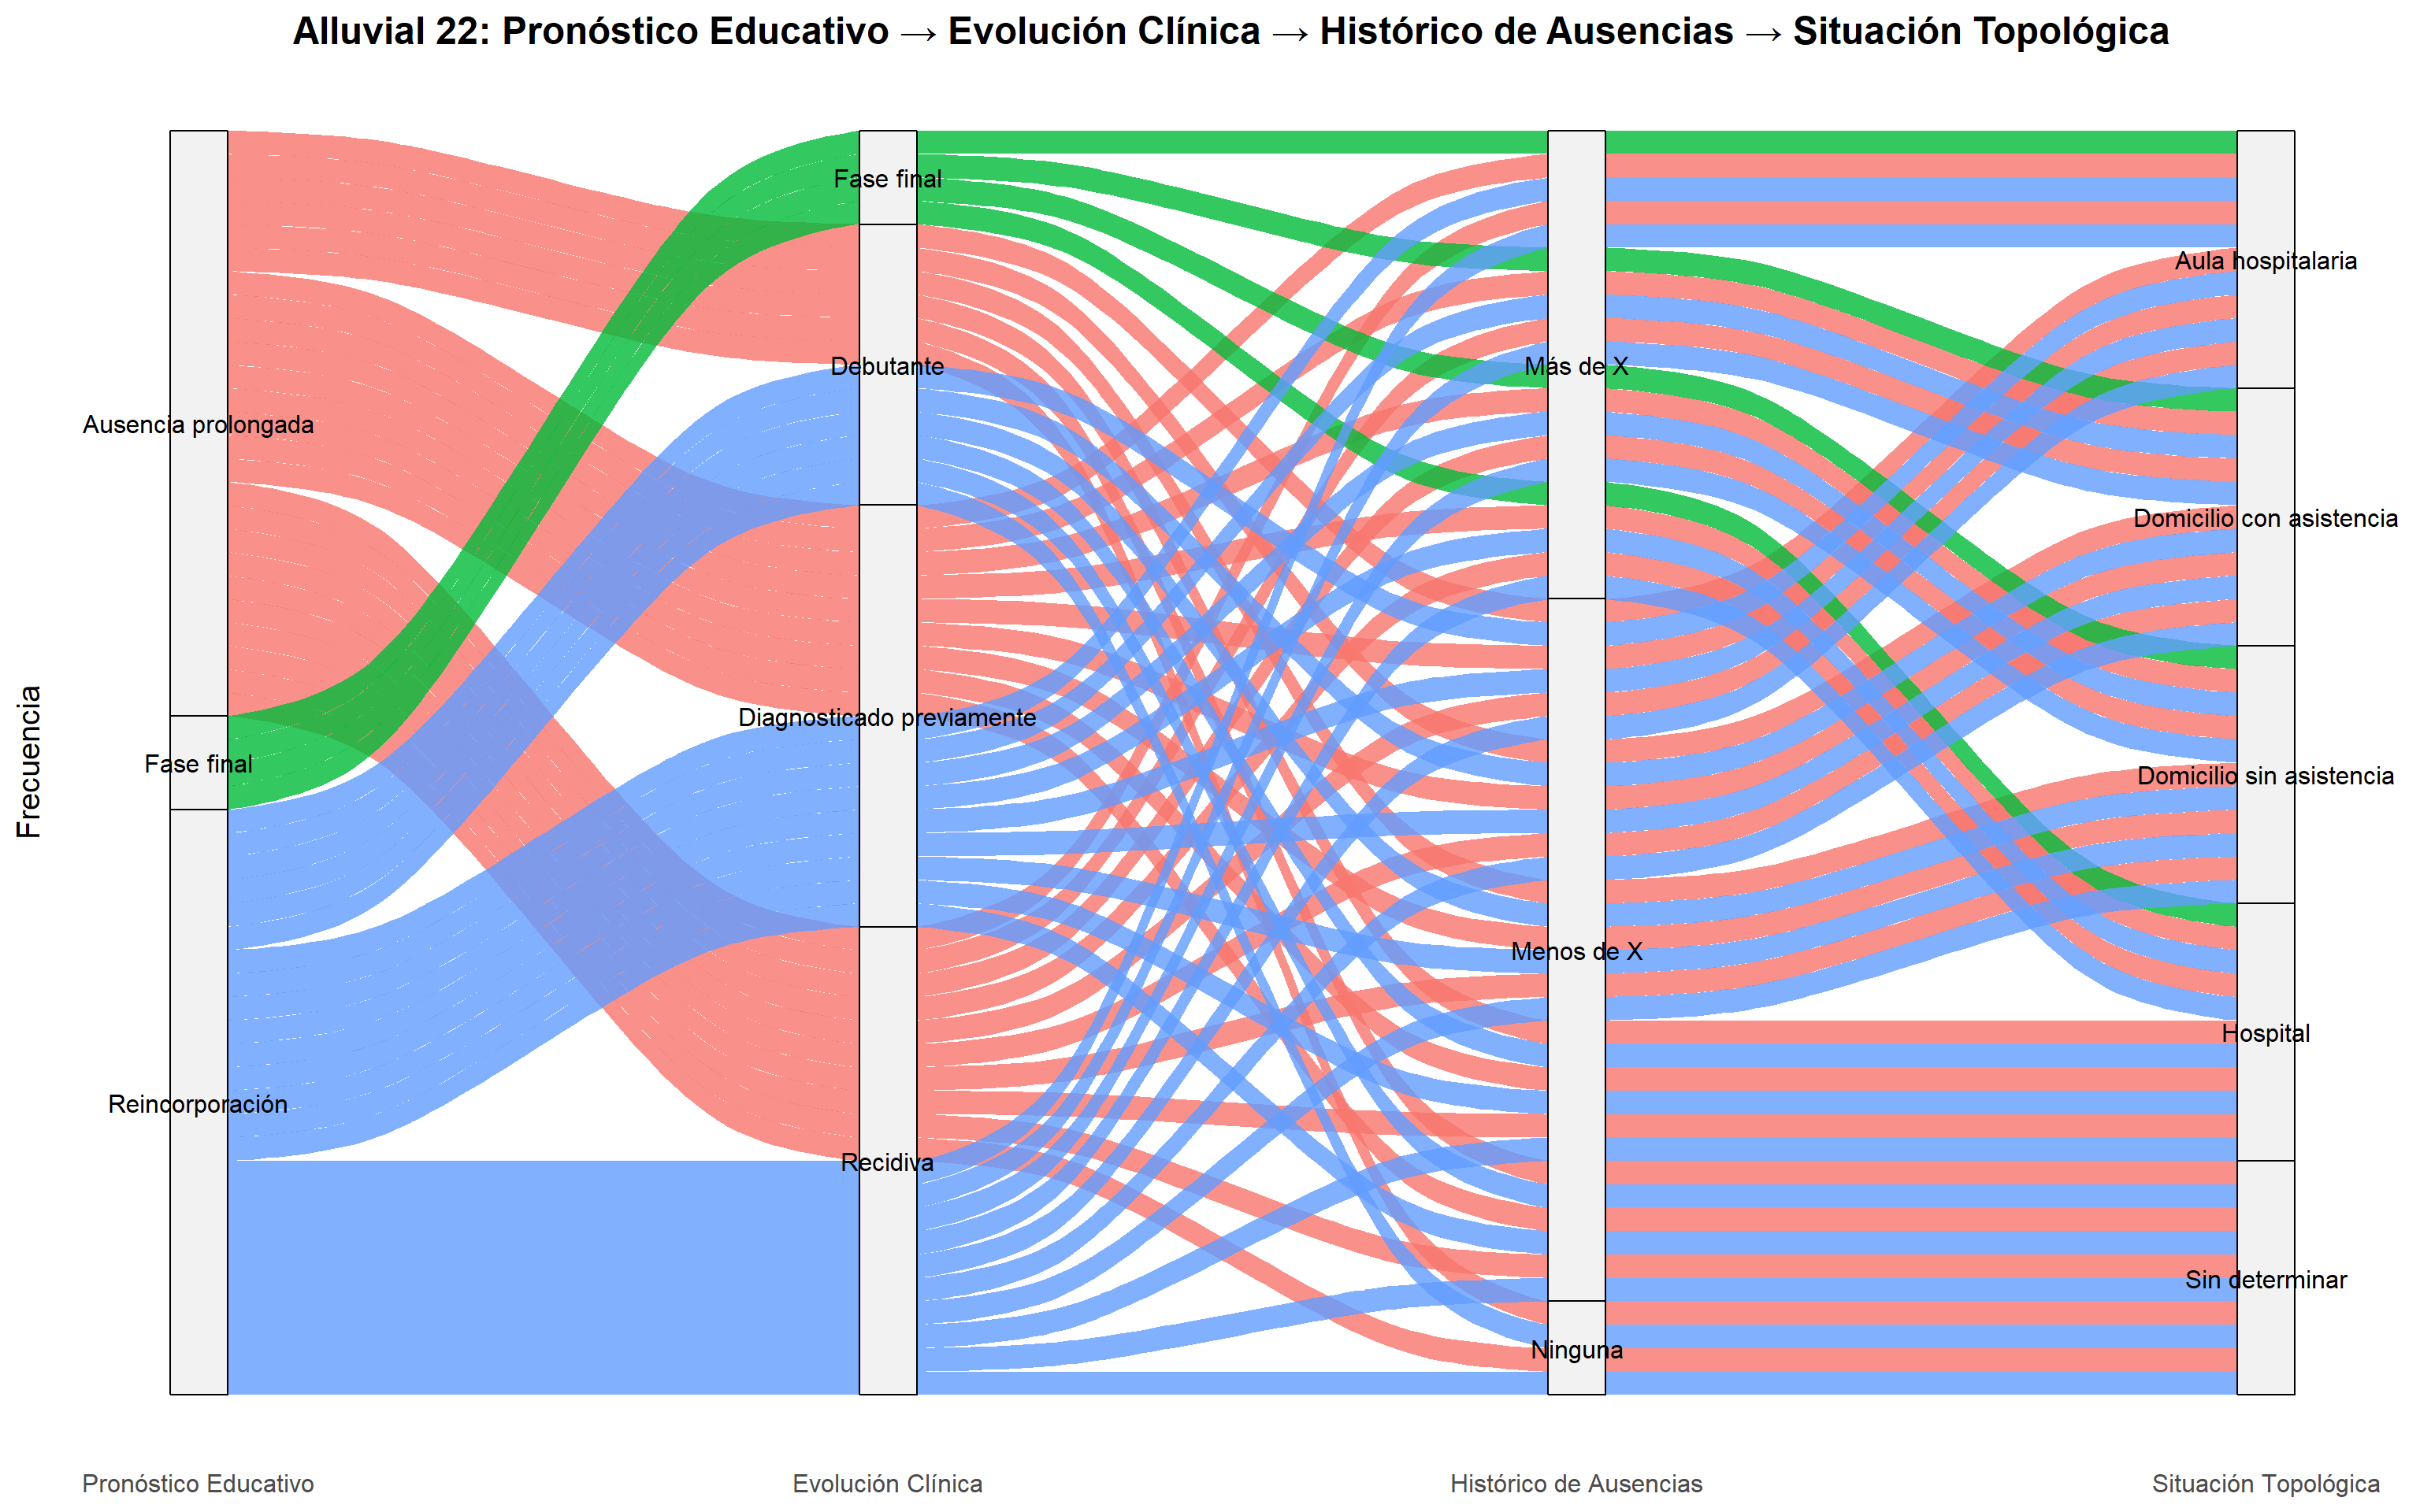 Alluvial 22: Pronóstico Educativo → Evolución Clínica → Histórico de Ausencias → Situación Topológica
Frecuencia
Ausencia prolongada
Fase final
Reincorporación
Fase final
Debutante
Diagnosticado previamente
Recidiva
Más de X
Menos de X
Ninguna
Aula hospitalaria
Domicilio con asistencia
Domicilio sin asistencia
Hospital
Sin determinar
Pronóstico Educativo
Evolución Clínica
Histórico de Ausencias
Situación Topológica